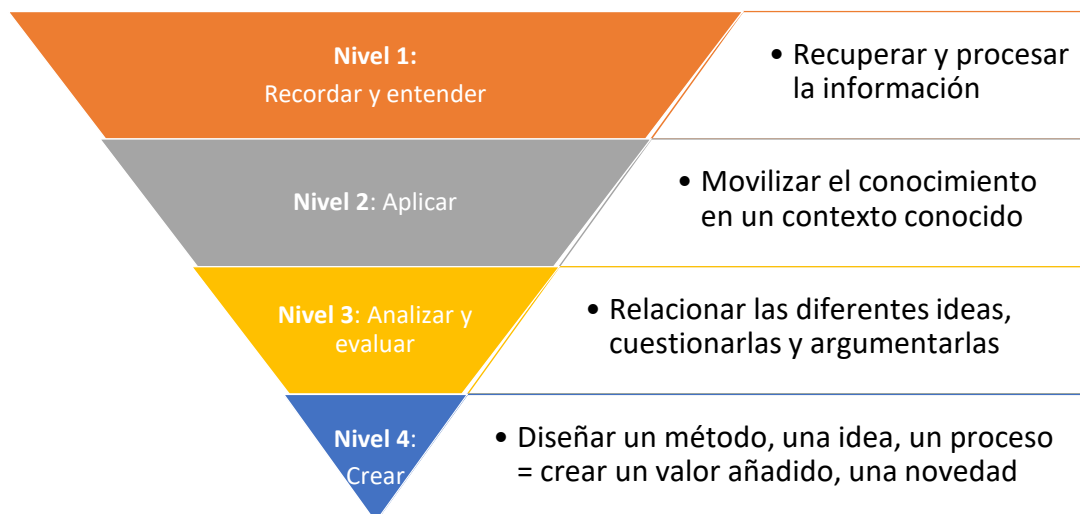 Nivel 1:
Recordar y entender
• Recuperar y procesar
la información
Nivel 2: Aplicar
• Movilizar el conocimiento
en un contexto conocido
Nivel 3: Analizar y
evaluar
• Relacionar las diferentes ideas,
cuestionarlas y argumentarlas
Nivel 4:
Crear
• Diseñar un método, una idea, un proceso
= crear un valor añadido, una novedad